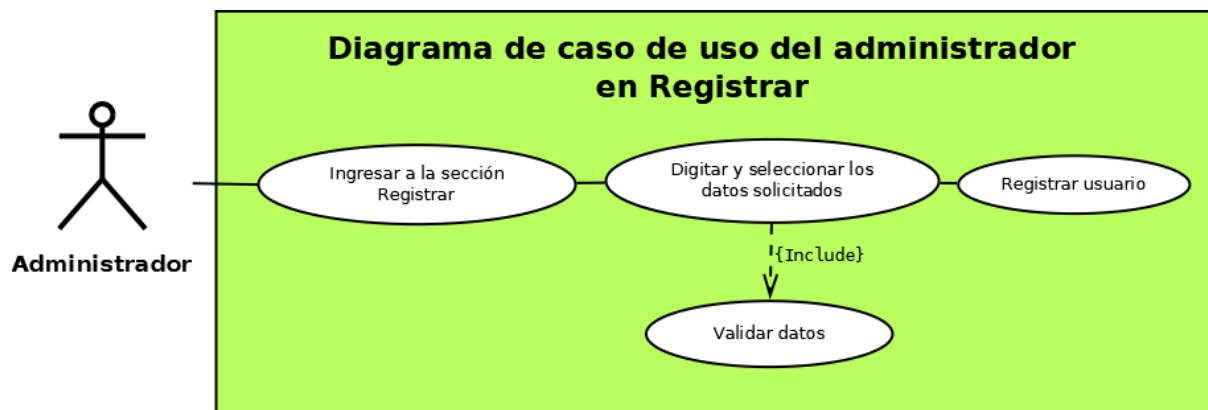 Diagrama de caso de uso del administrador
en Registrar
Ingresar a la sección
Registrar
Digitar y seleccionar los
datos solicitados
Registrar usuario
{Include}
Administrador
Validar datos